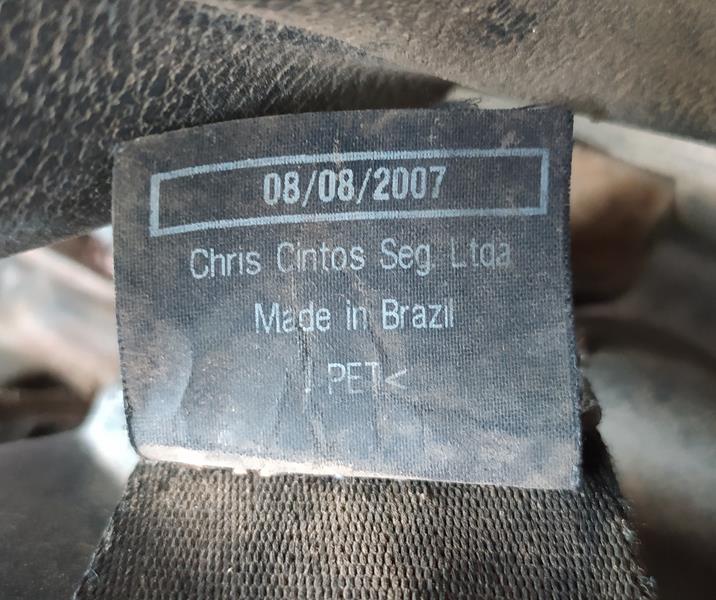 08/08/2007
Chris Cintos Seg. Ltda
Made in Brazil
PET<